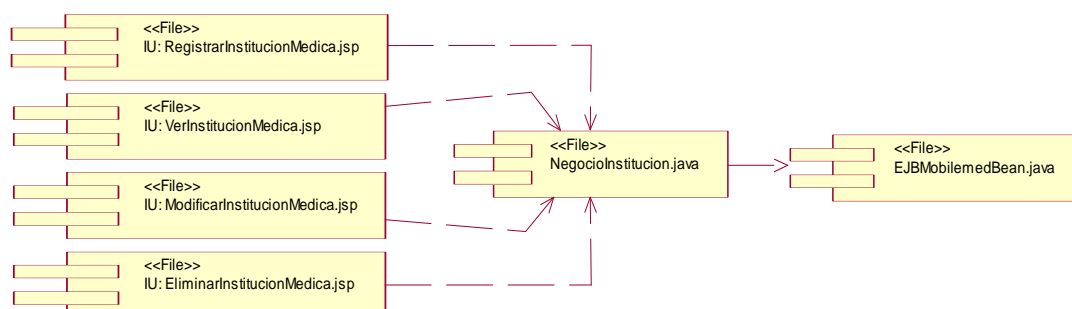 <<File>>
IU: RegistrarInstitucionMedica.jsp
<<File>>
IU: VerInstitucionMedica.jsp
<<File>>
IU: ModificarInstitucionMedica.jsp
<<File>>
IU: EliminarInstitucionMedica.jsp
<<File>>
NegocioInstitucion.java
<<File>>
EJBMobilemedBean.java